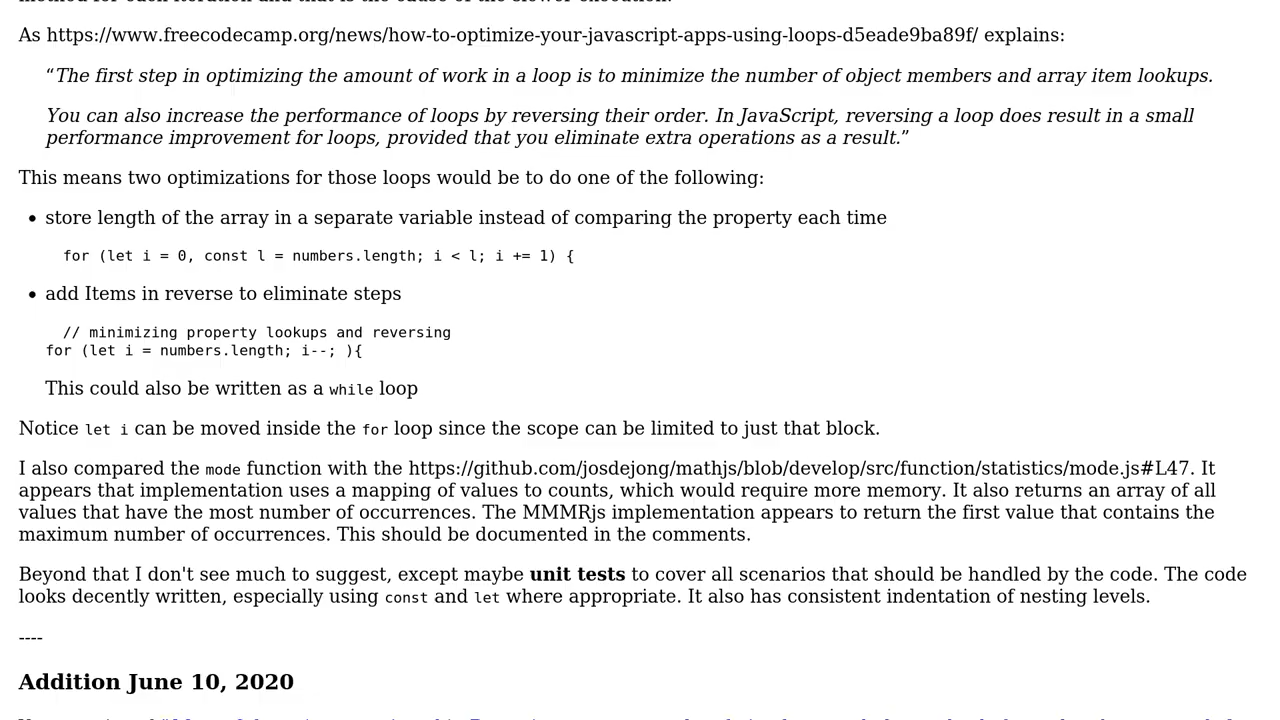 As https://www.freecodecamp.org/news/how-to-optimize-your-javascript-apps-using-loops-d5eade9ba89f/ explains:
“The first step in optimizing the amount of work in a loop is to minimize the number of object members and array item lookups.
You can also increase the performance of loops by reversing their order. In JavaScript, reversing a loop does result in a small
performance improvement for loops, provided that you eliminate extra operations as a result.”
This means two optimizations for those loops would be to do one of the following:
• store length of the array in a separate variable instead of comparing the property each time
for (let i = 0, const l = numbers.length; i < l; i += 1) {
• add Items in reverse to eliminate steps
// minimizing property lookups and reversing
for (let i = numbers.length; i--; ){
This could also be written as a while loop
Notice let i can be moved inside the for loop since the scope can be limited to just that block.
I also compared the mode function with the https://github.com/josdejong/mathjs/blob/develop/src/function/statistics/mode.js#L47. It
appears that implementation uses a mapping of values to counts, which would require more memory. It also returns an array of all
values that have the most number of occurrences. The MMMRjs implementation appears to return the first value that contains the
maximum number of occurrences. This should be documented in the comments.
Beyond that I don't see much to suggest, except maybe unit tests to cover all scenarios that should be handled by the code. The code
looks decently written, especially using const and let where appropriate. It also has consistent indentation of nesting levels.
----
Addition June 10, 2020